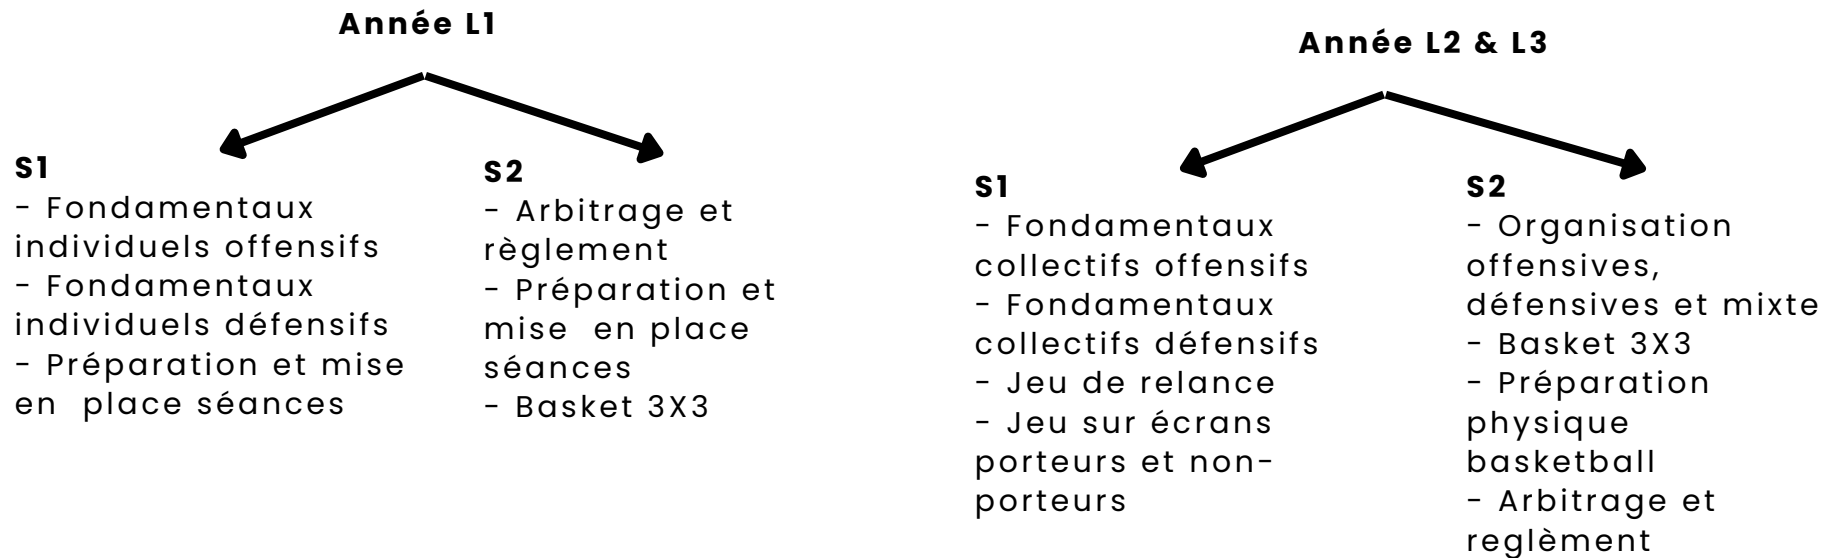 Année L1
S1
- Fondamentaux
individuels offensifs
- Fondamentaux
individuels défensifs
- Préparation et mise
en place séances
S2
- Arbitrage et
règlement
- Préparation et
mise en place
séances
- Basket 3X3
Année L2 & L3
S1
- Fondamentaux
collectifs offensifs
- Fondamentaux
collectifs défensifs
- Jeu de relance
- Jeu sur écrans
porteurs et non-
porteurs
S2
- Organisation
offensives,
défensives et mixte
- Basket 3X3
- Préparation
physique
basketball
- Arbitrage et
reglèment